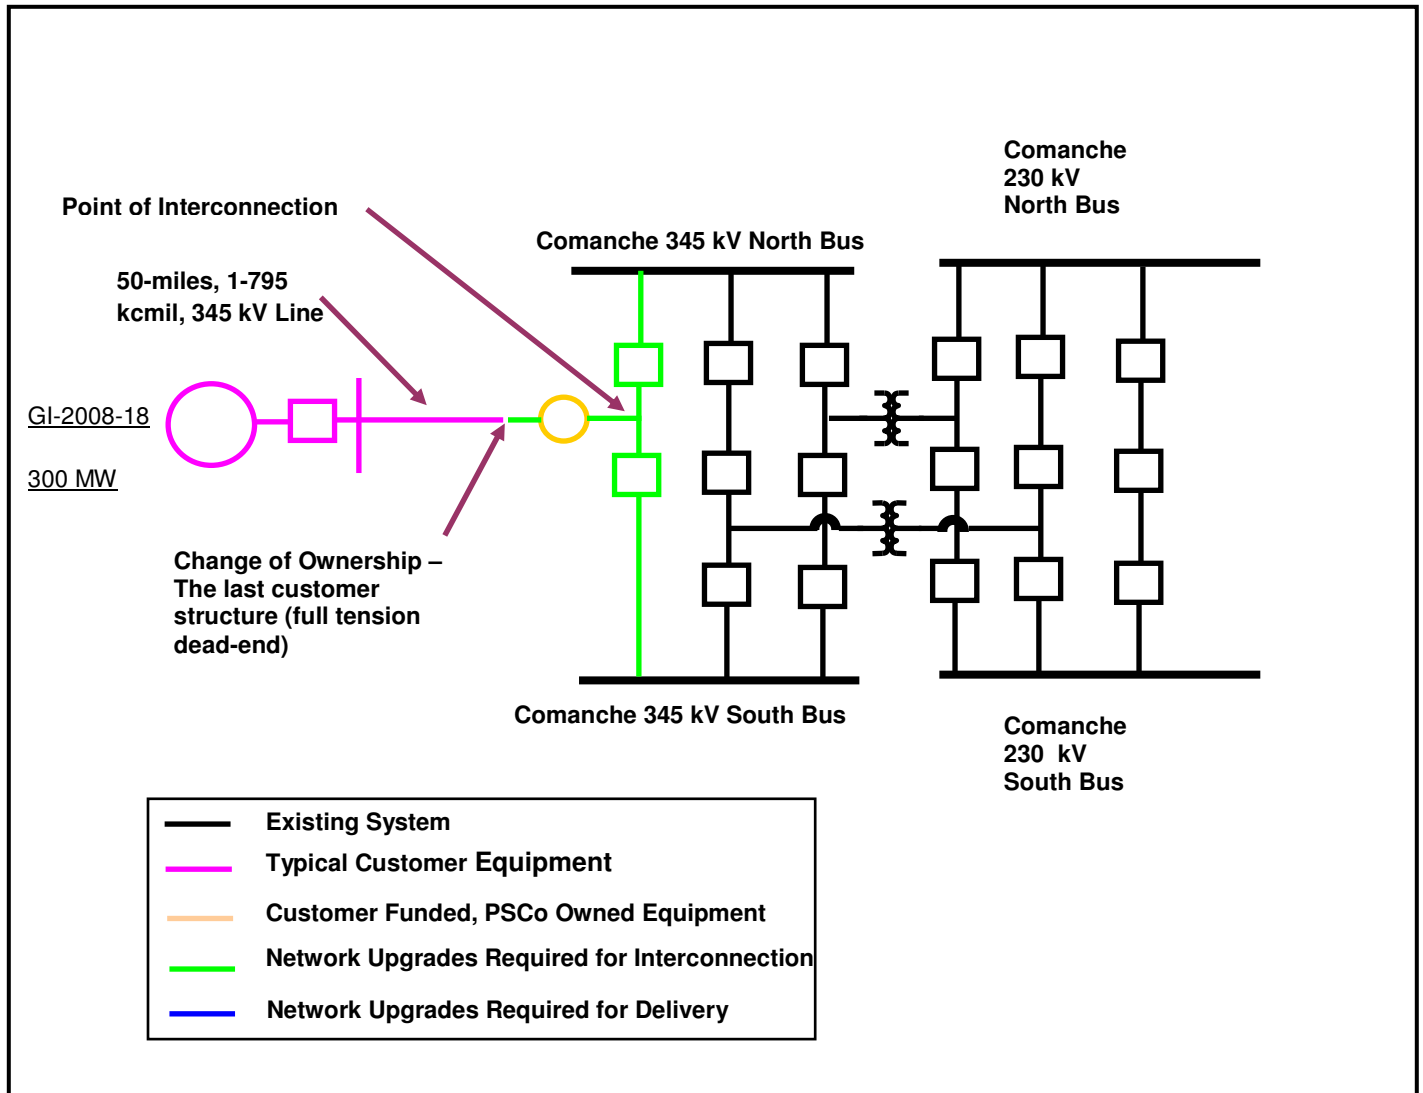 Comanche
230 kV
North Bus
Point of Interconnection
Comanche 345 kV North Bus
50-miles, 1-795
kcmil, 345 kV Line
GI-2008-18
300 MW
Change of Ownership –
The last customer
structure (full tension
dead-end)
Comanche 345 kV South Bus
Comanche
230 kV
South Bus
Existing System
Typical Customer Equipment
Customer Funded, PSCo Owned Equipment
Network Upgrades Required for Interconnection
Network Upgrades Required for Delivery